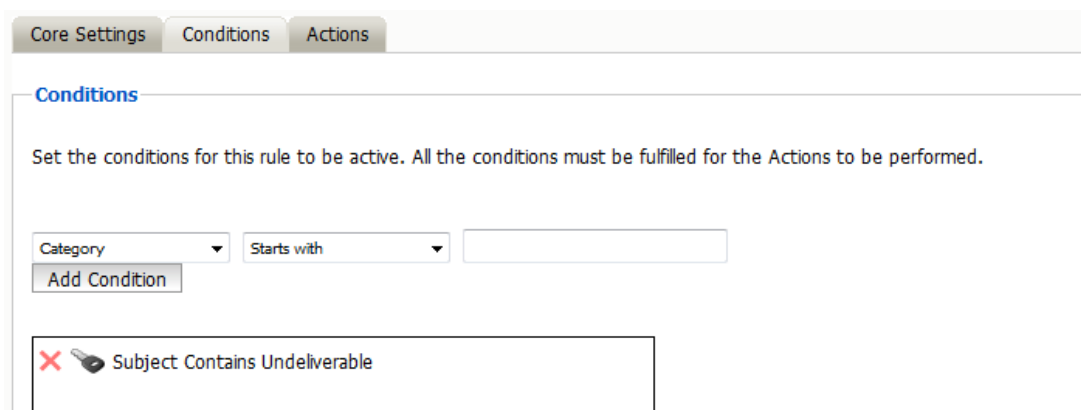 Core Settings Conditions Actions
Conditions
Set the conditions for this rule to be active. All the conditions must be fulfilled for the Actions to be performed.
Category Starts with
Add Condition
Subject Contains Undeliverable